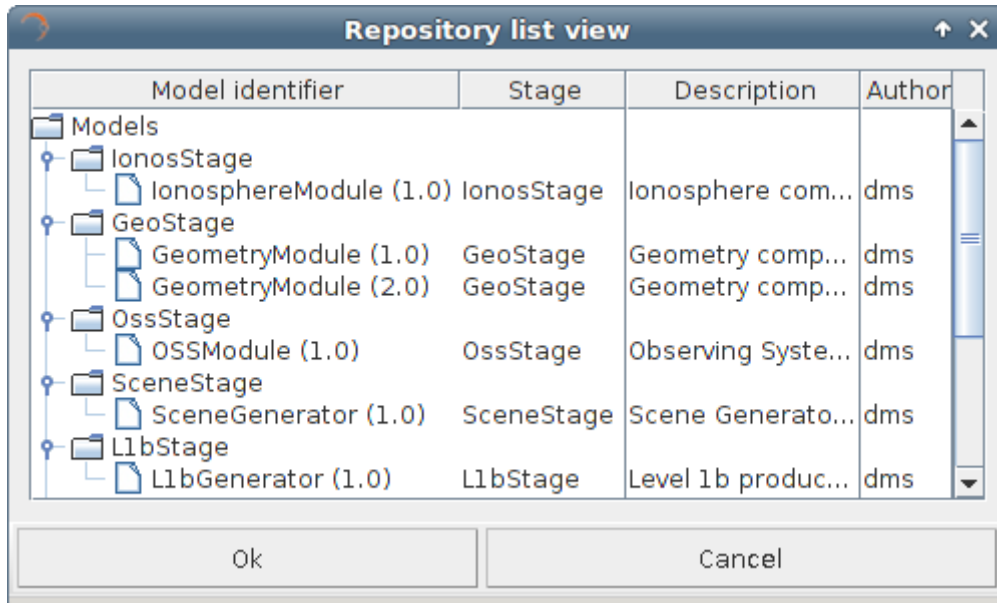 Repository list view
Model identifier Stage Description Author
Models
IonosStage
IonosphereModule (1.0) IonosStage Ionosphere com... dms
GeoStage
GeometryModule (1.0) GeoStage Geometry comp... dms
GeometryModule (2.0) GeoStage Geometry comp... dms
OssStage
OSSModule (1.0) OssStage Observing Syste... dms
SceneStage
SceneGenerator (1.0) SceneStage Scene Generato... dms
L1bStage
L1bGenerator (1.0) L1bStage Level 1b produc... dms
Ok Cancel